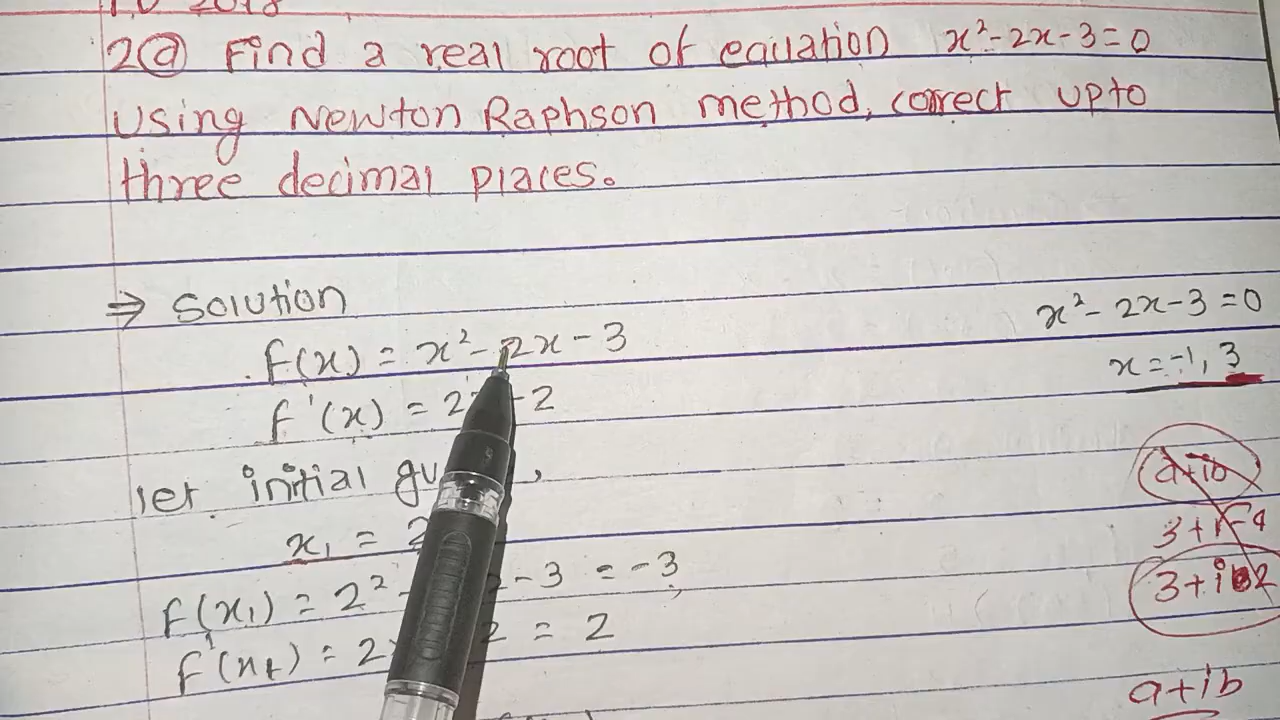 2ⓐ Find a real root of equation x²-2x-3=0
using Newton Raphson method, correct upto
three decimal places.
⇒ Solution
f(x) = x² - 2x - 3
x² - 2x - 3 = 0
x = -1, 3
f'(x) = 2 - 2
let initial
x₁ = 2
a+ib
3+i
f(x₁) = 2² - 3 = -3
3+i 2
f'(x₁) = 2 2 = 2
a+ib